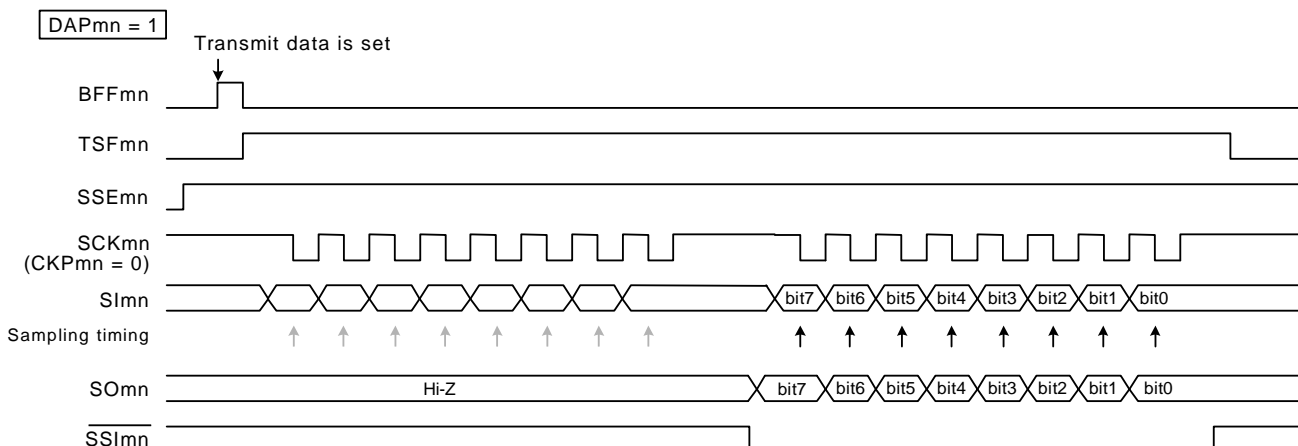 DAPmn = 1
Transmit data is set
BFFmn
TSFmn
SSEmn
SCKmn
(CKPmn = 0)
SImn
bit7 bit6 bit5 bit4 bit3 bit2 bit1 bit0
Sampling timing
SOmn
Hi-Z
bit7 bit6 bit5 bit4 bit3 bit2 bit1 bit0
SSImn